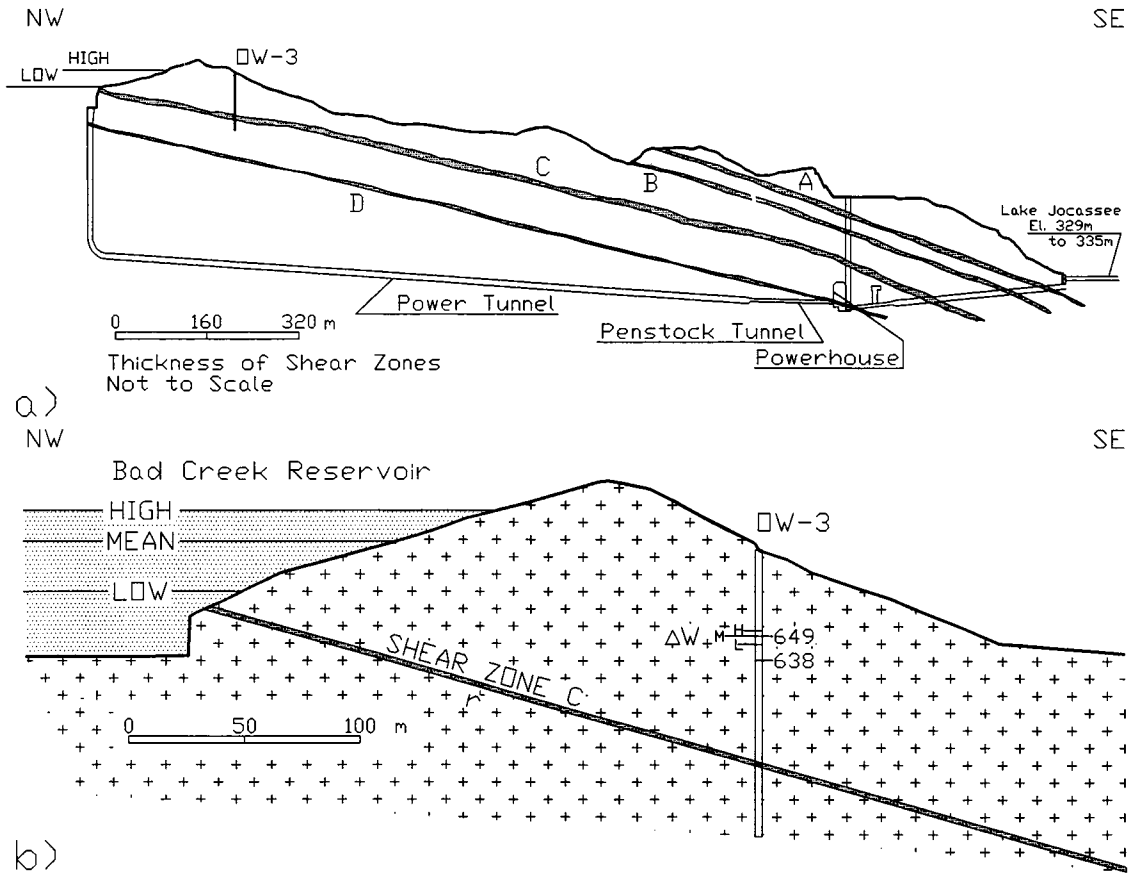 NW SE
HIGH
LOW
OW-3
C
B
A
D
Lake Jocassee
El. 329m
to 335m
Power Tunnel
Penstock Tunnel
Powerhouse
0 160 320 m
Thickness of Shear Zones
Not to Scale
a)
NW SE
Bad Creek Reservoir
HIGH
MEAN
LOW
OW-3
ΔW M H L 649
638
SHEAR ZONE C
r
0 50 100 m
b)